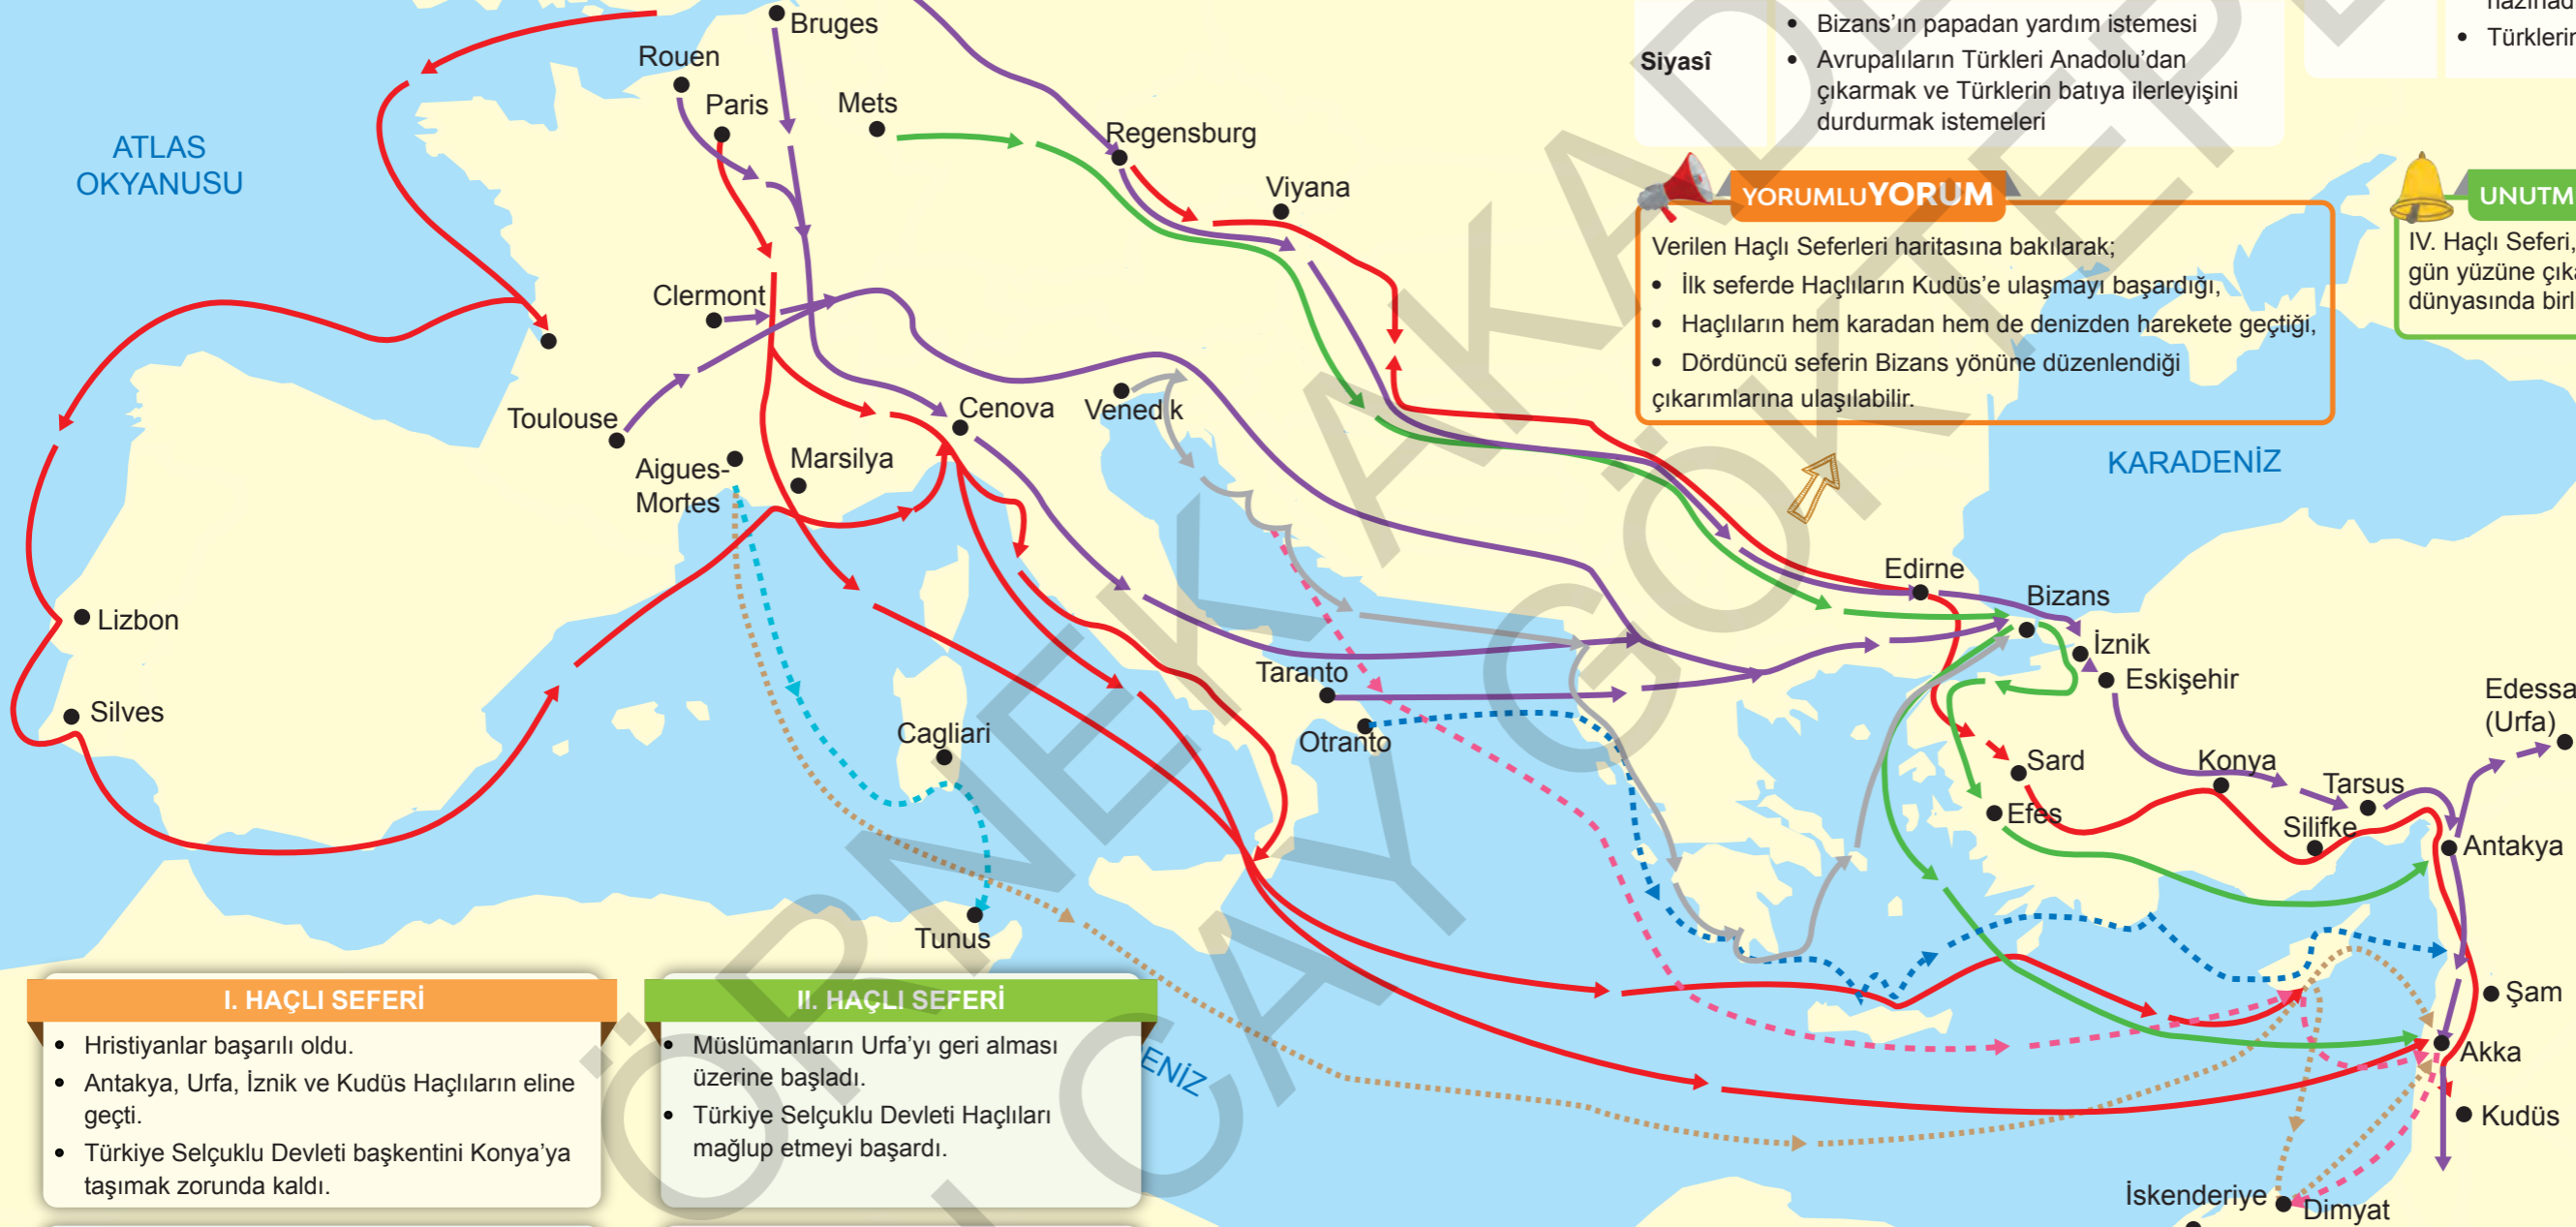 Bruges
Rouen
Paris
Mets
Regensburg
Viyana
ATLAS
OKYANUSU
Clermont
Toulouse
Aigues-
Mortes
Marsilya
Cenova
Venedik
Lizbon
Silves
Cagliari
Tunus
Taranto
Otranto
Edirne
Bizans
İznik
Eskişehir
Sard
Efes
Konya
Silifke
Tarsus
Edessa
(Urfa)
Antakya
Şam
Akka
Kudüs
İskenderiye
Dimyat
KARADENİZ
ENİZ
Siyasî
• Bizans’ın papadan yardım istemesi
• Avrupalıların Türkleri Anadolu’dan
çıkarmak ve Türklerin batıya ilerleyişini
durdurmak istemeleri
• Türklerin
YORUMLUYORUM
Verilen Haçlı Seferleri haritasına bakılarak;
• İlk seferde Haçlıların Kudüs’e ulaşmayı başardığı,
• Haçlıların hem karadan hem de denizden harekete geçtiği,
• Dördüncü seferin Bizans yönüne düzenlendiği
çıkarımlarına ulaşılabilir.
UNUTM
IV. Haçlı Seferi,
gün yüzüne çıka
dünyasında birl
I. HAÇLI SEFERİ
• Hristiyanlar başarılı oldu.
• Antakya, Urfa, İznik ve Kudüs Haçlıların eline
geçti.
• Türkiye Selçuklu Devleti başkentini Konya’ya
taşımak zorunda kaldı.
II. HAÇLI SEFERİ
• Müslümanların Urfa’yı geri alması
üzerine başladı.
• Türkiye Selçuklu Devleti Haçlıları
mağlup etmeyi başardı.
ÖRNEK AKADE
CAY GÖKTEPE